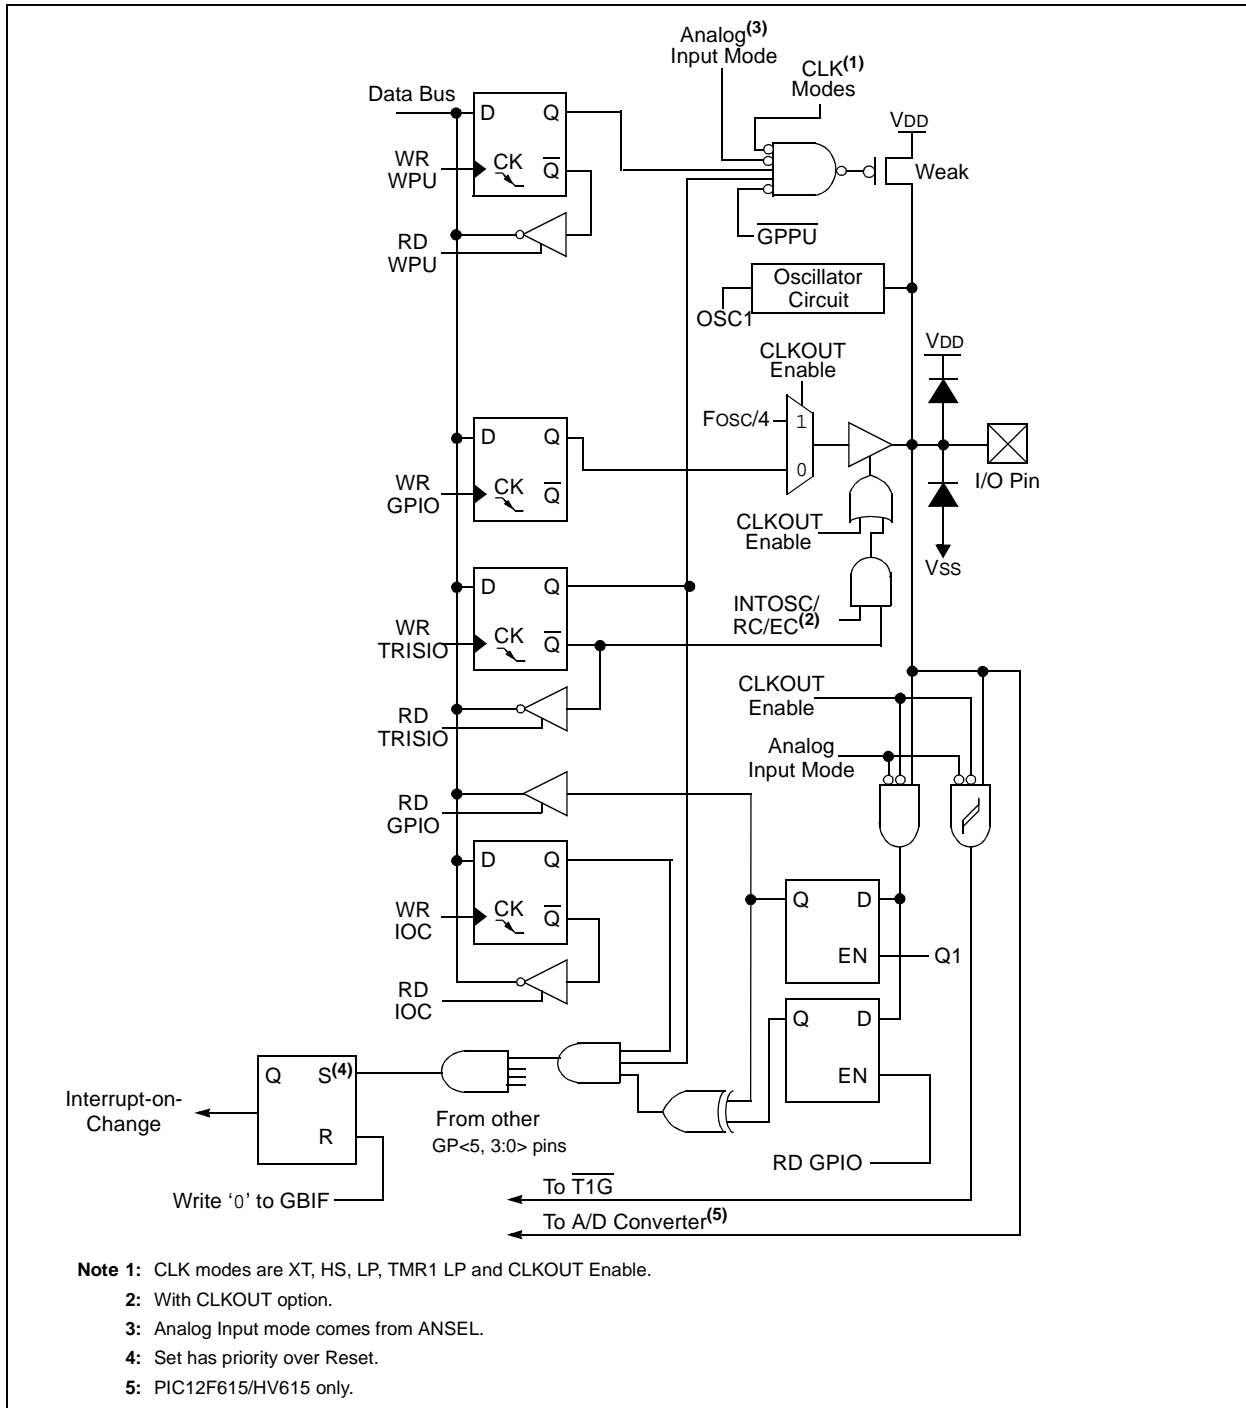 Analog(3)
Input Mode
CLK(1)
Modes
Data Bus
D
Q
VDD
WR
WPU
CK
Q
Weak
RD
WPU
GPPU
Oscillator
Circuit
OSC1
CLKOUT
Enable
VDD
FOSC/4
1
D
Q
0
WR
GPIO
CK
Q
I/O Pin
CLKOUT
Enable
VSS
D
Q
INTOSC/
RC/EC(2)
WR
TRISIO
CK
Q
CLKOUT
Enable
RD
TRISIO
Analog
Input Mode
RD
GPIO
D
Q
Q
D
WR
IOC
CK
Q
EN
Q1
RD
IOC
Q
D
EN
Q
S(4)
Interrupt-on-
Change
R
From other
GP<5, 3:0> pins
RD GPIO
Write ‘0’ to GBIF
To T1G
To A/D Converter(5)
Note 1: CLK modes are XT, HS, LP, TMR1 LP and CLKOUT Enable.
2: With CLKOUT option.
3: Analog Input mode comes from ANSEL.
4: Set has priority over Reset.
5: PIC12F615/HV615 only.